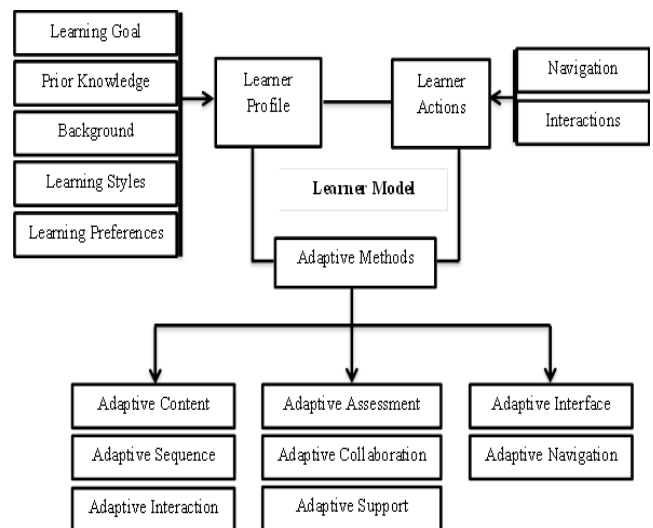 Learning Goal
Prior Knowledge
Background
Learning Styles
Learning Preferences
Learner
Profile
Learner
Actions
Navigation
Interactions
Learner Model
Adaptive Methods
Adaptive Content
Adaptive Sequence
Adaptive Interaction
Adaptive Assessment
Adaptive Collaboration
Adaptive Support
Adaptive Interface
Adaptive Navigation